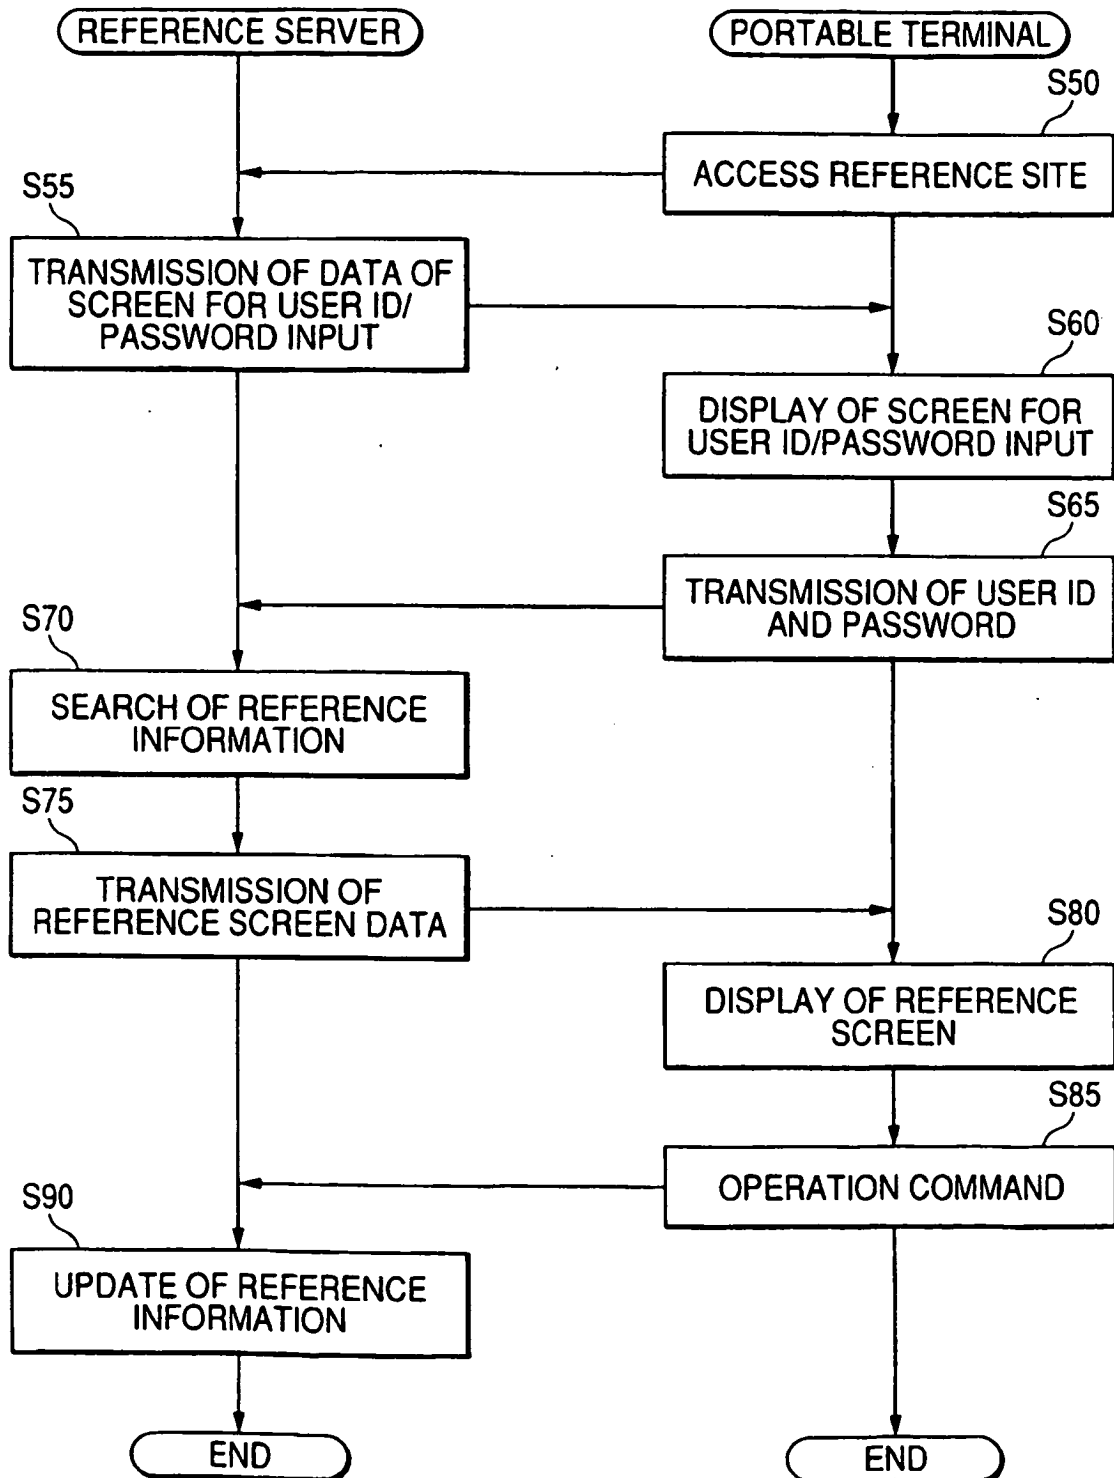 REFERENCE SERVER
PORTABLE TERMINAL
S50
ACCESS REFERENCE SITE
S55
TRANSMISSION OF DATA OF
SCREEN FOR USER ID/
PASSWORD INPUT
S60
DISPLAY OF SCREEN FOR
USER ID/PASSWORD INPUT
S65
TRANSMISSION OF USER ID
AND PASSWORD
S70
SEARCH OF REFERENCE
INFORMATION
S75
TRANSMISSION OF
REFERENCE SCREEN DATA
S80
DISPLAY OF REFERENCE
SCREEN
S85
OPERATION COMMAND
S90
UPDATE OF REFERENCE
INFORMATION
END
END